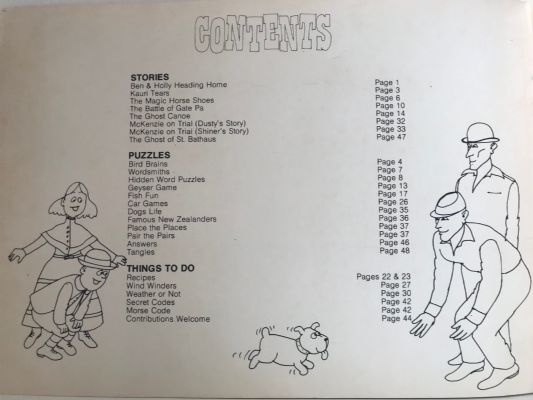 CONTENTS
STORIES
Ben & Holly Heading Home Page 1
Kauri Tears Page 3
The Magic Horse Shoes Page 6
The Battle of Gate Pa Page 10
The Ghost Canoe Page 14
McKenzie on Trial (Dusty's Story) Page 32
McKenzie on Trial (Shiner's Story) Page 33
The Ghost of St. Bathaus Page 47
PUZZLES
Bird Brains Page 4
Wordsmiths Page 7
Hidden Word Puzzles Page 8
Geyser Game Page 13
Fish Fun Page 17
Car Games Page 26
Dogs Life Page 35
Famous New Zealanders Page 36
Place the Places Page 37
Pair the Pairs Page 37
Answers Page 46
Tangles Page 48
THINGS TO DO
Recipes Pages 22 & 23
Wind Winders Page 27
Weather or Not Page 30
Secret Codes Page 42
Morse Code Page 42
Contributions Welcome Page 44